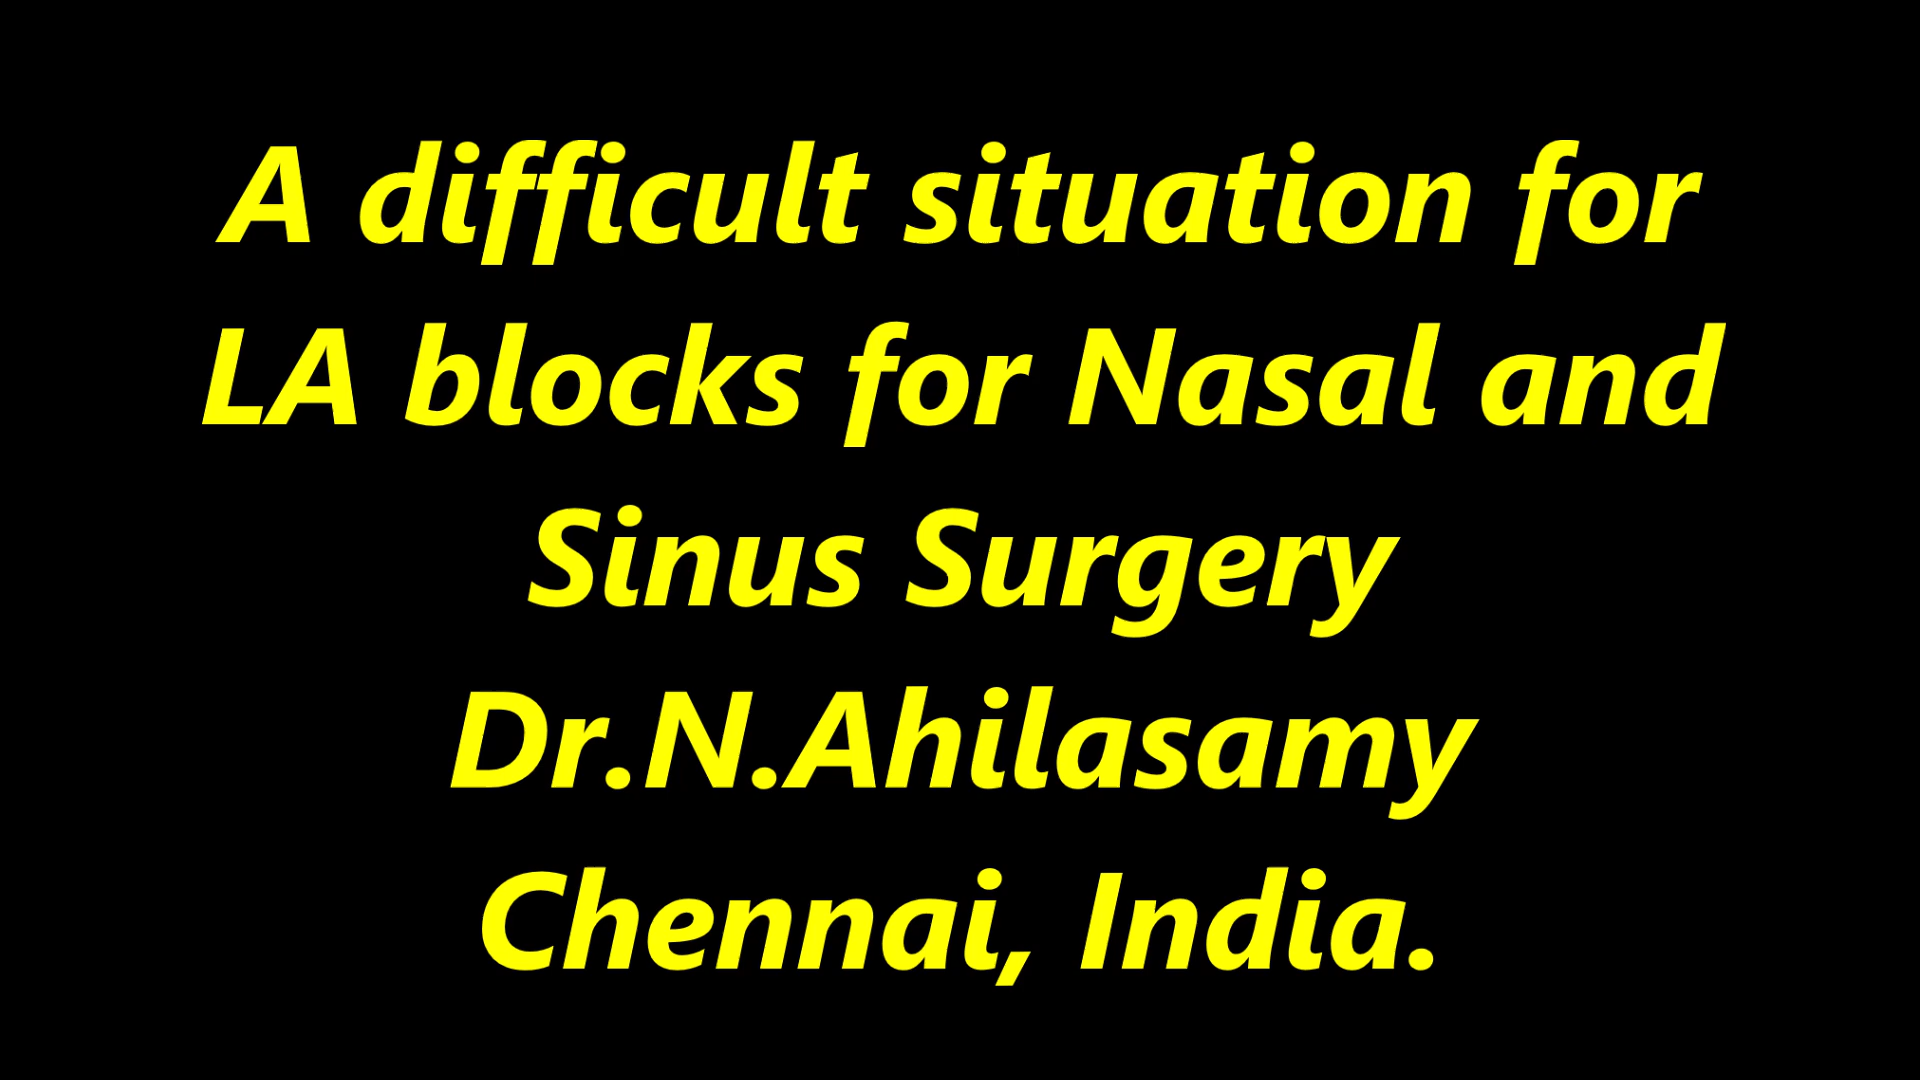 A difficult situation for
LA blocks for Nasal and
Sinus Surgery
Dr.N.Ahilasamy
Chennai, India.